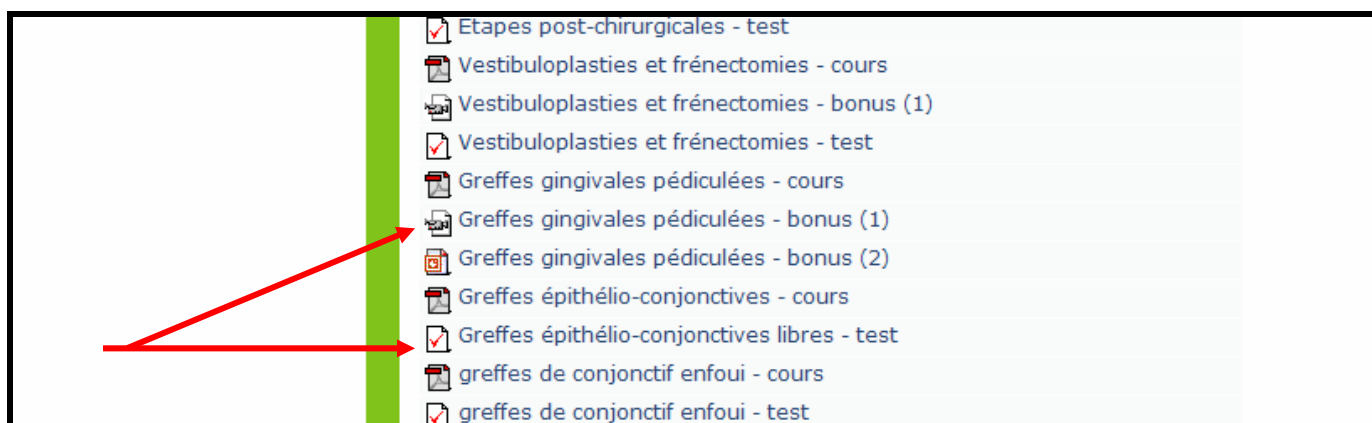 Etapes post-chirurgicales - test
Vestibuloplasties et frénectomies - cours
Vestibuloplasties et frénectomies - bonus (1)
Vestibuloplasties et frénectomies - test
Greffes gingivales pédiculées - cours
Greffes gingivales pédiculées - bonus (1)
Greffes gingivales pédiculées - bonus (2)
Greffes épithélio-conjonctives - cours
Greffes épithélio-conjonctives libres - test
greffes de conjonctif enfoui - cours
greffes de conjonctif enfoui - test